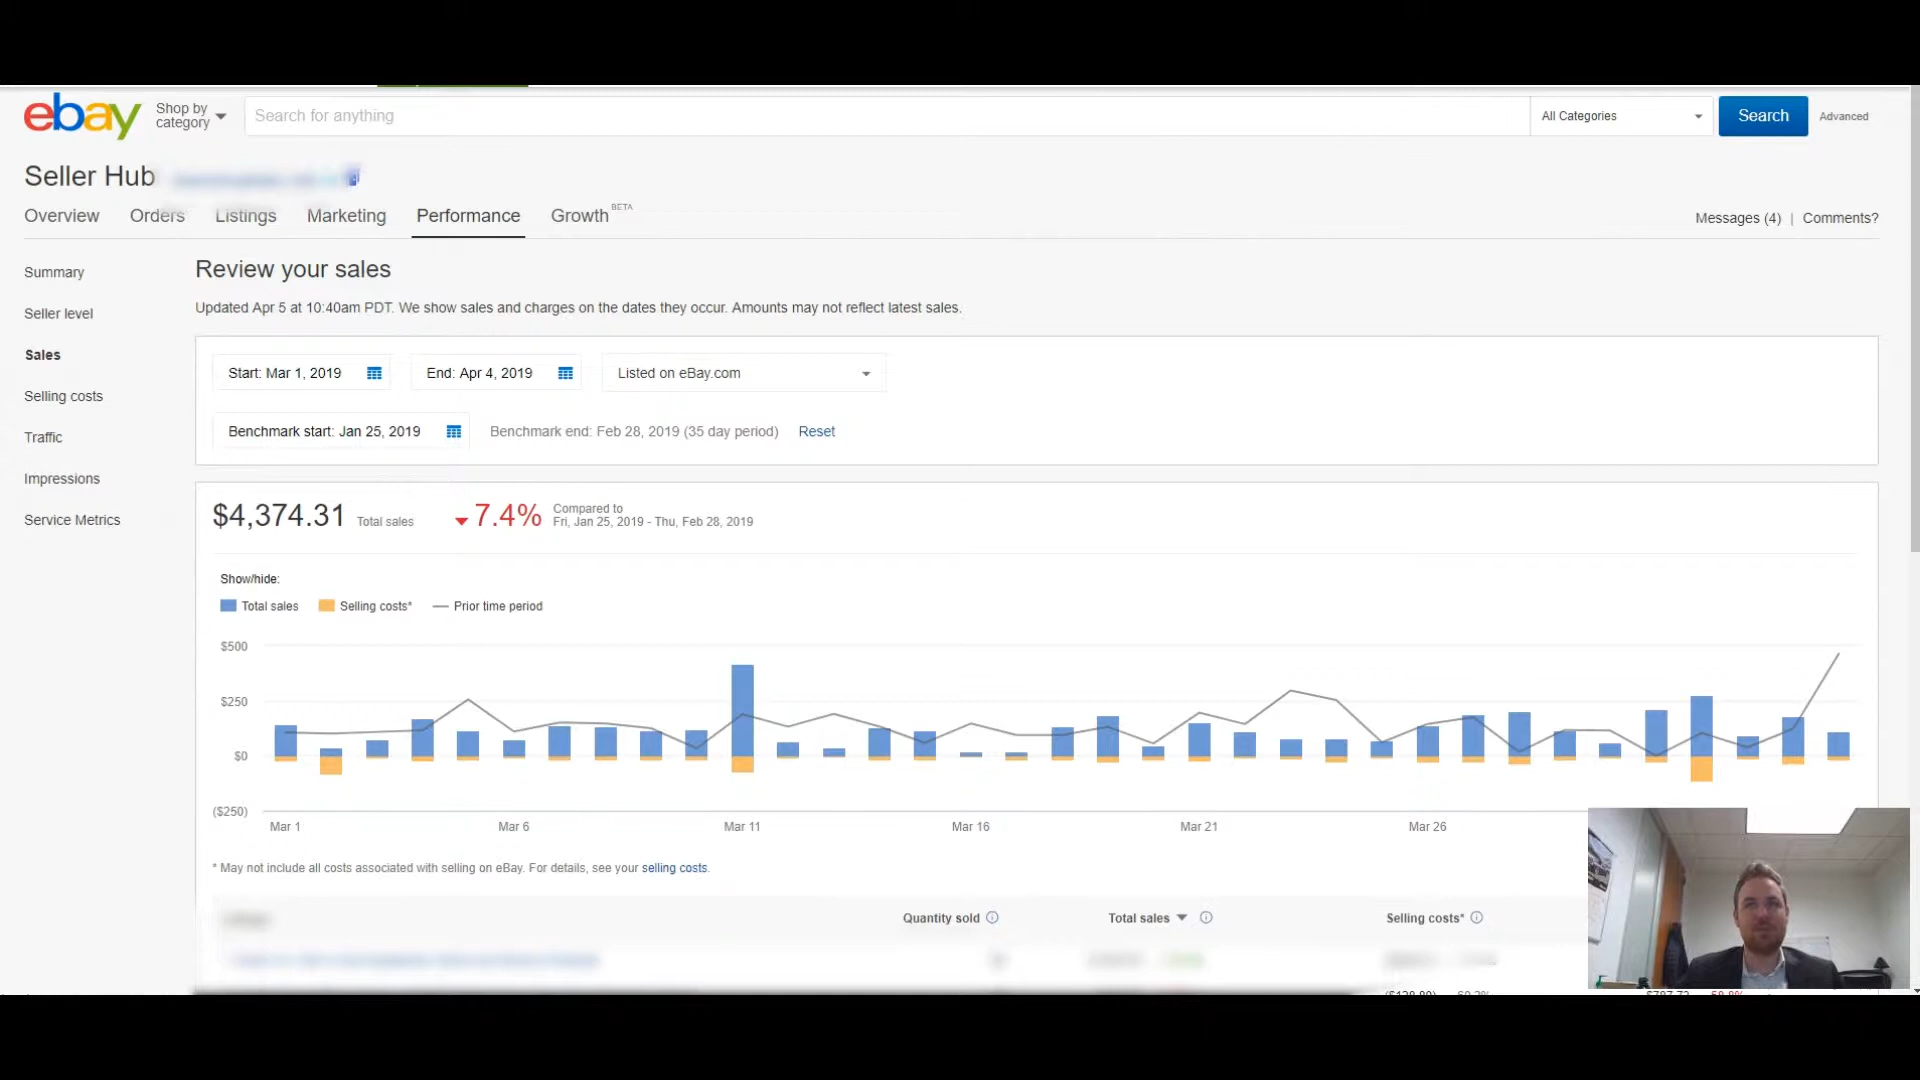 ebay
Shop by
category
Search for anything
All Categories
Search
Advanced
Seller Hub
Overview
Orders
Listings
Marketing
Performance
Growth
BETA
Messages (4) | Comments?
Summary
Seller level
Sales
Selling costs
Traffic
Impressions
Service Metrics
Review your sales
Updated Apr 5 at 10:40am PDT. We show sales and charges on the dates they occur. Amounts may not reflect latest sales.
Start: Mar 1, 2019
End: Apr 4, 2019
Listed on eBay.com
Benchmark start: Jan 25, 2019
Benchmark end: Feb 28, 2019 (35 day period)
Reset
$4,374.31 Total sales
7.4%
Compared to
Fri, Jan 25, 2019 - Thu, Feb 28, 2019
Show/hide:
Total sales
Selling costs*
Prior time period
$500
$250
$0
($250)
Mar 1
Mar 6
Mar 11
Mar 16
Mar 21
Mar 26
* May not include all costs associated with selling on eBay. For details, see your selling costs.
Quantity sold
Total sales
Selling costs*